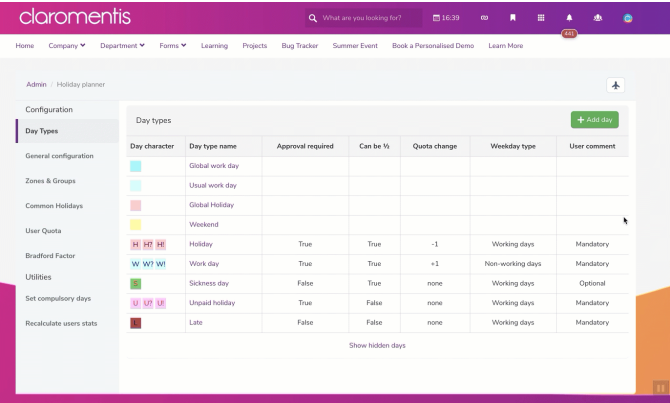 claromentis
What are you looking for?
16:39
441
Home Company Department Forms Learning Projects Bug Tracker Summer Event Book a Personalised Demo Learn More
Admin / Holiday planner
Configuration
Day Types
General configuration
Zones & Groups
Common Holidays
User Quota
Bradford Factor
Utilities
Set compulsory days
Recalculate users stats
Day types
+ Add day
Day character Day type name Approval required Can be ½ Quota change Weekday type User comment
Global work day
Usual work day
Global Holiday
Weekend
H H? H! Holiday True True -1 Working days Mandatory
W W? W! Work day True True +1 Non-working days Mandatory
S Sickness day False True none Working days Optional
U U? U! Unpaid holiday True False none Working days Mandatory
L Late False False none Working days Mandatory
Show hidden days